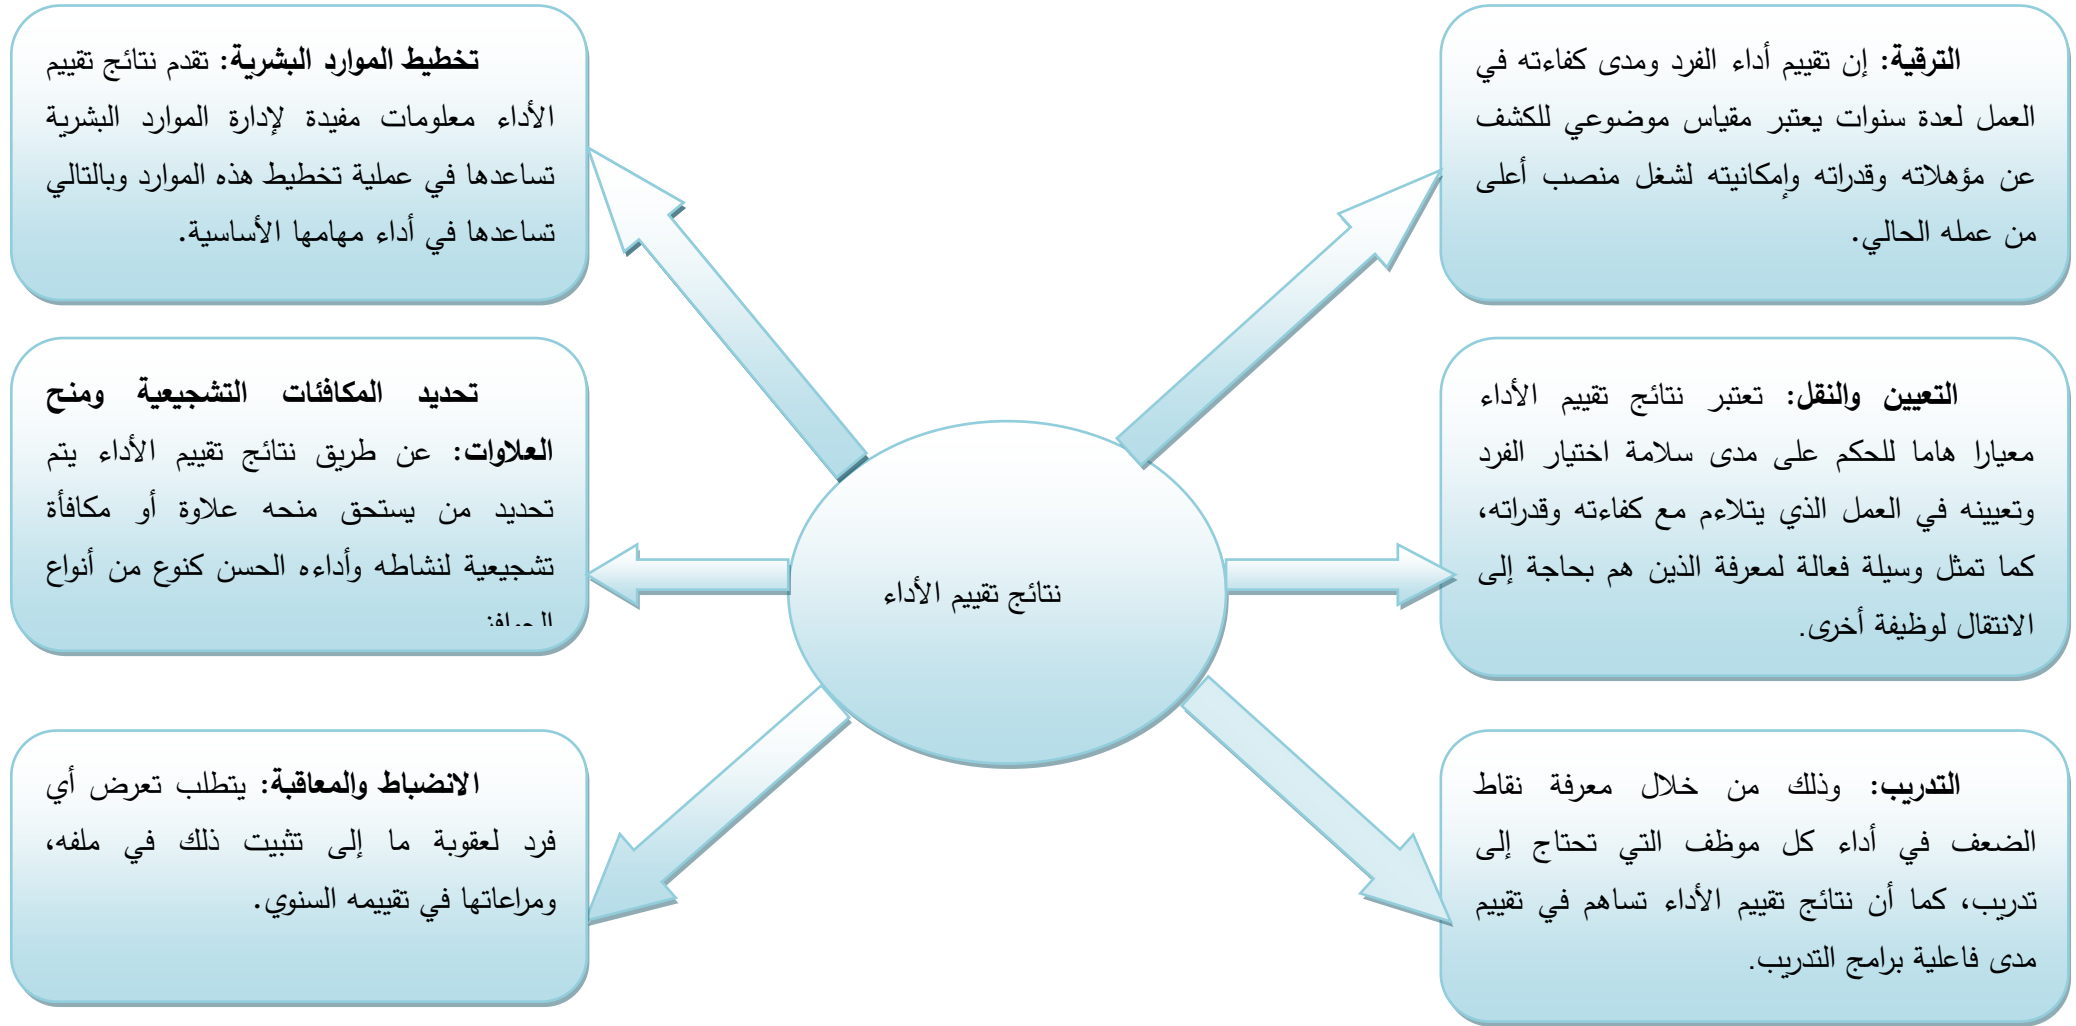 الترقية: إن تقييم أداء الفرد ومدى كفاءته في
العمل لعدة سنوات يعتبر مقياس موضوعي للكشف
عن مؤهلاته وقدراته وإمكانيته لشغل منصب أعلى
من عمله الحالي.
التعيين والنقل: تعتبر نتائج تقييم الأداء
معيارا هاما للحكم على مدى سلامة اختيار الفرد
وتعيينه في العمل الذي يتلاءم مع كفاءته وقدراته،
كما تمثل وسيلة فعالة لمعرفة الذين هم بحاجة إلى
الانتقال لوظيفة أخرى.
التدريب: وذلك من خلال معرفة نقاط
الضعف في أداء كل موظف التي تحتاج إلى
تدريب، كما أن نتائج تقييم الأداء تساهم في تقييم
مدى فاعلية برامج التدريب.
نتائج تقييم الأداء
تخطيط الموارد البشرية: تقدم نتائج تقييم
الأداء معلومات مفيدة لإدارة الموارد البشرية
تساعدها في عملية تخطيط هذه الموارد وبالتالي
تساعدها في أداء مهامها الأساسية.
تحديد المكافئات التشجيعية ومنح
العلاوات: عن طريق نتائج تقييم الأداء يتم
تحديد من يستحق منحه علاوة أو مكافأة
تشجيعية لنشاطه وأداءه الحسن كنوع من أنواع
الانضباط والمعاقبة: يتطلب تعرض أي
فرد لعقوبة ما إلى تثبيت ذلك في ملفه،
ومراعاتها في تقييمه السنوي.